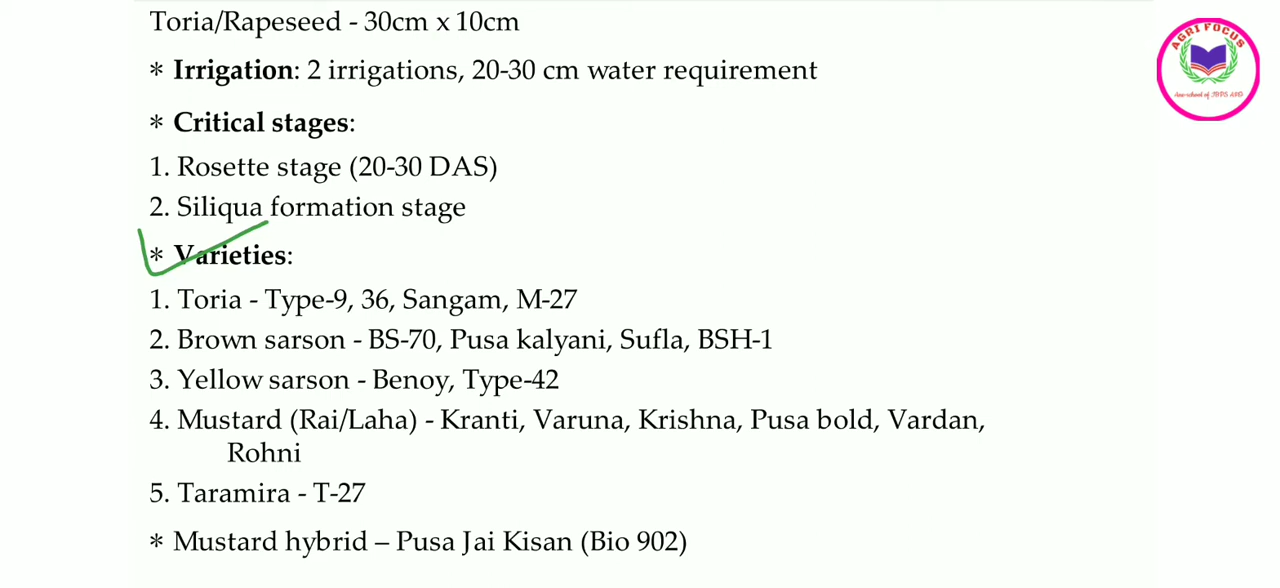 Toria/Rapeseed - 30cm x 10cm
* Irrigation: 2 irrigations, 20-30 cm water requirement
* Critical stages:
1. Rosette stage (20-30 DAS)
2. Siliqua formation stage
* Varieties:
1. Toria - Type-9, 36, Sangam, M-27
2. Brown sarson - BS-70, Pusa kalyani, Sufla, BSH-1
3. Yellow sarson - Benoy, Type-42
4. Mustard (Rai/Laha) - Kranti, Varuna, Krishna, Pusa bold, Vardan,
Rohni
5. Taramira - T-27
* Mustard hybrid – Pusa Jai Kisan (Bio 902)
AGRI FOCUS